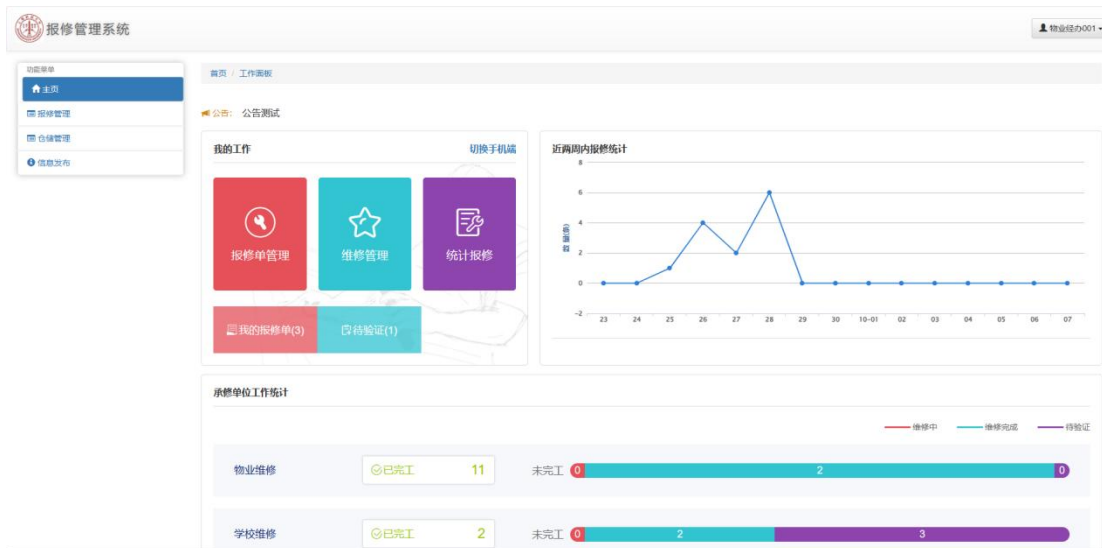 报修管理系统
物业经办001
功能菜单
主页
报修管理
仓储管理
信息发布
首页 / 工作面板
公告： 公告测试
我的工作
切换手机端
报修单管理
维修管理
统计报修
我的报修单(3)
待验证(1)
近两周内报修统计
8
6
4
2
0
-2
23 24 25 26 27 28 29 30 10-01 02 03 04 05 06 07
承修单位工作统计
维修中 维修完成 待验证
物业维修 已完工 11 未完工 0 2 0
学校维修 已完工 2 未完工 0 2 3